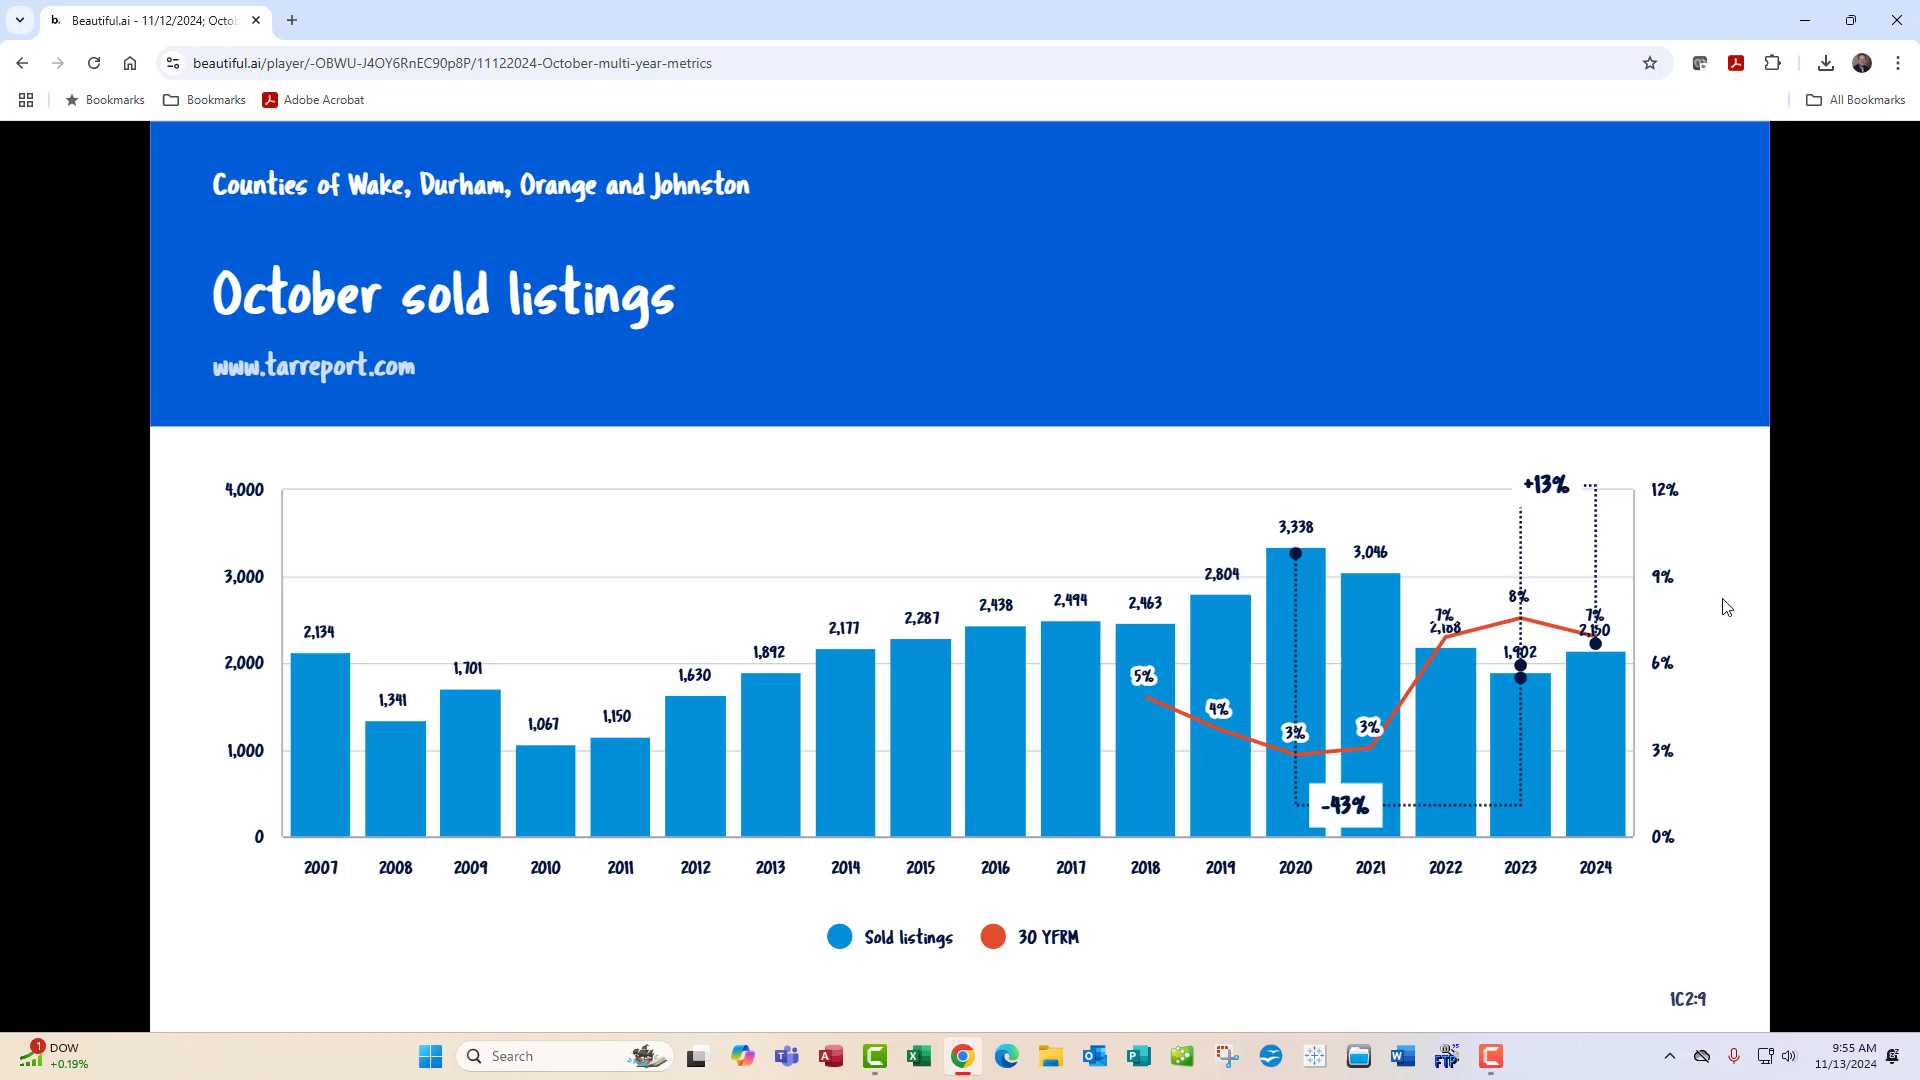 Beautiful.ai - 11/12/2024; Octo
beautiful.ai/player/-OBWU-J4OY6RnEC90p8P/11122024-October-multi-year-metrics
Bookmarks
Bookmarks
Adobe Acrobat
All Bookmarks
Counties of Wake, Durham, Orange and Johnston
October sold listings
www.tarreport.com
4,000
3,000
2,000
1,000
0
12%
9%
6%
3%
0%
2,134
1,341
1,701
1,067
1,150
1,630
1,892
2,177
2,287
2,438
2,494
2,463
2,804
3,338
3,046
1,902
2,150
5%
4%
3%
3%
7%
8%
7%
+13%
-43%
2007 2008 2009 2010 2011 2012 2013 2014 2015 2016 2017 2018 2019 2020 2021 2022 2023 2024
Sold listings 30 YFRM
1C2:9
1
DOW
+0.19%
Search
FTP
9:55 AM
11/13/2024